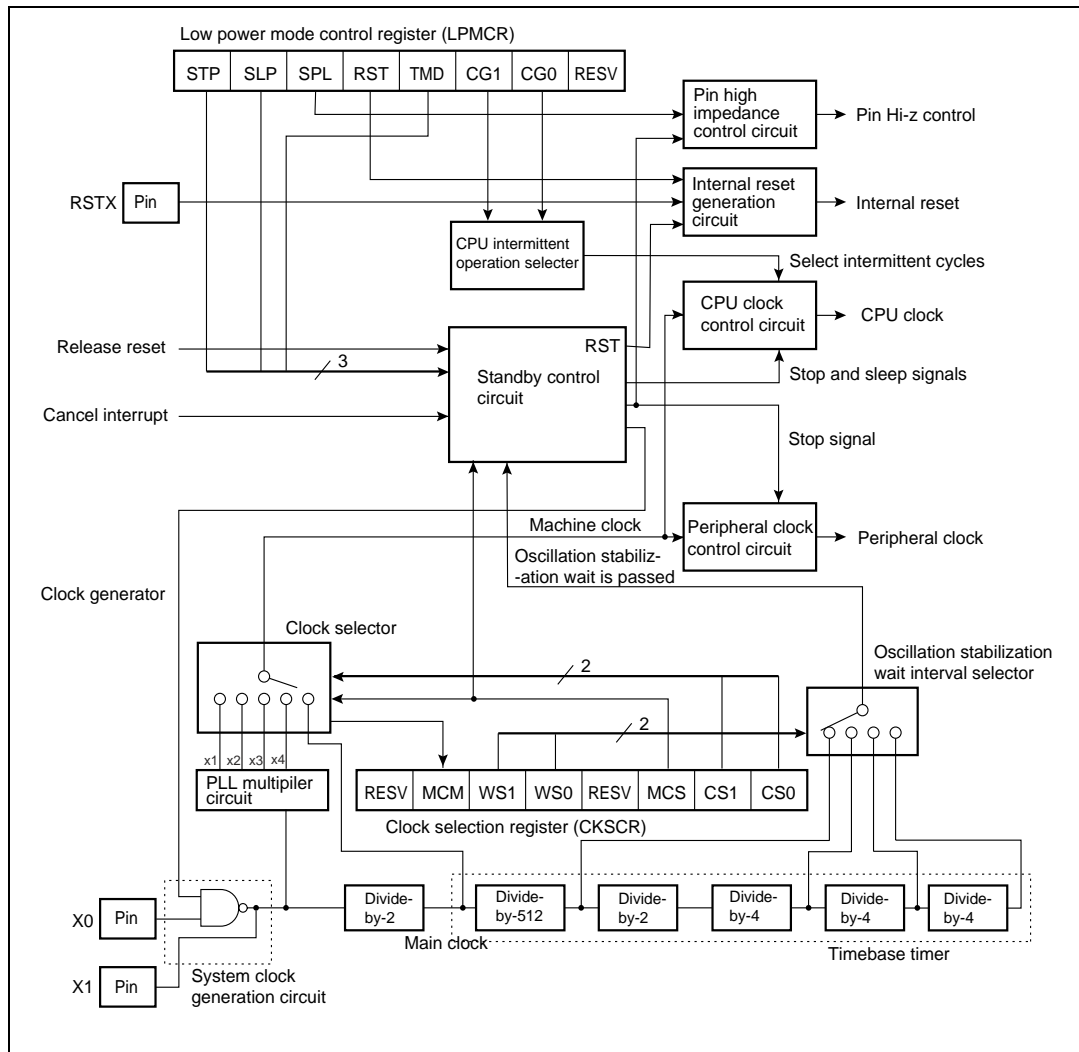 Low power mode control register (LPMCR)
STP SLP SPL RST TMD CG1 CG0 RESV
Pin high
impedance
control circuit
Pin Hi-z control
RSTX
Pin
Internal reset
generation
circuit
Internal reset
CPU intermittent
operation selecter
Select intermittent cycles
CPU clock
control circuit
CPU clock
Release reset
RST
3
Standby control
circuit
Stop and sleep signals
Cancel interrupt
Stop signal
Machine clock
Peripheral clock
control circuit
Peripheral clock
Oscillation stabiliz-
-ation wait is passed
Clock generator
Clock selector
2
Oscillation stabilization
wait interval selector
2
x1 x2 x3 x4
PLL multipiler
circuit
RESV MCM WS1 WS0 RESV MCS CS1 CS0
Clock selection register (CKSCR)
X0
Pin
Divide-
by-2
Divide-
by-512
Divide-
by-2
Divide-
by-4
Divide-
by-4
Divide-
by-4
Main clock
Timebase timer
X1
Pin
System clock
generation circuit